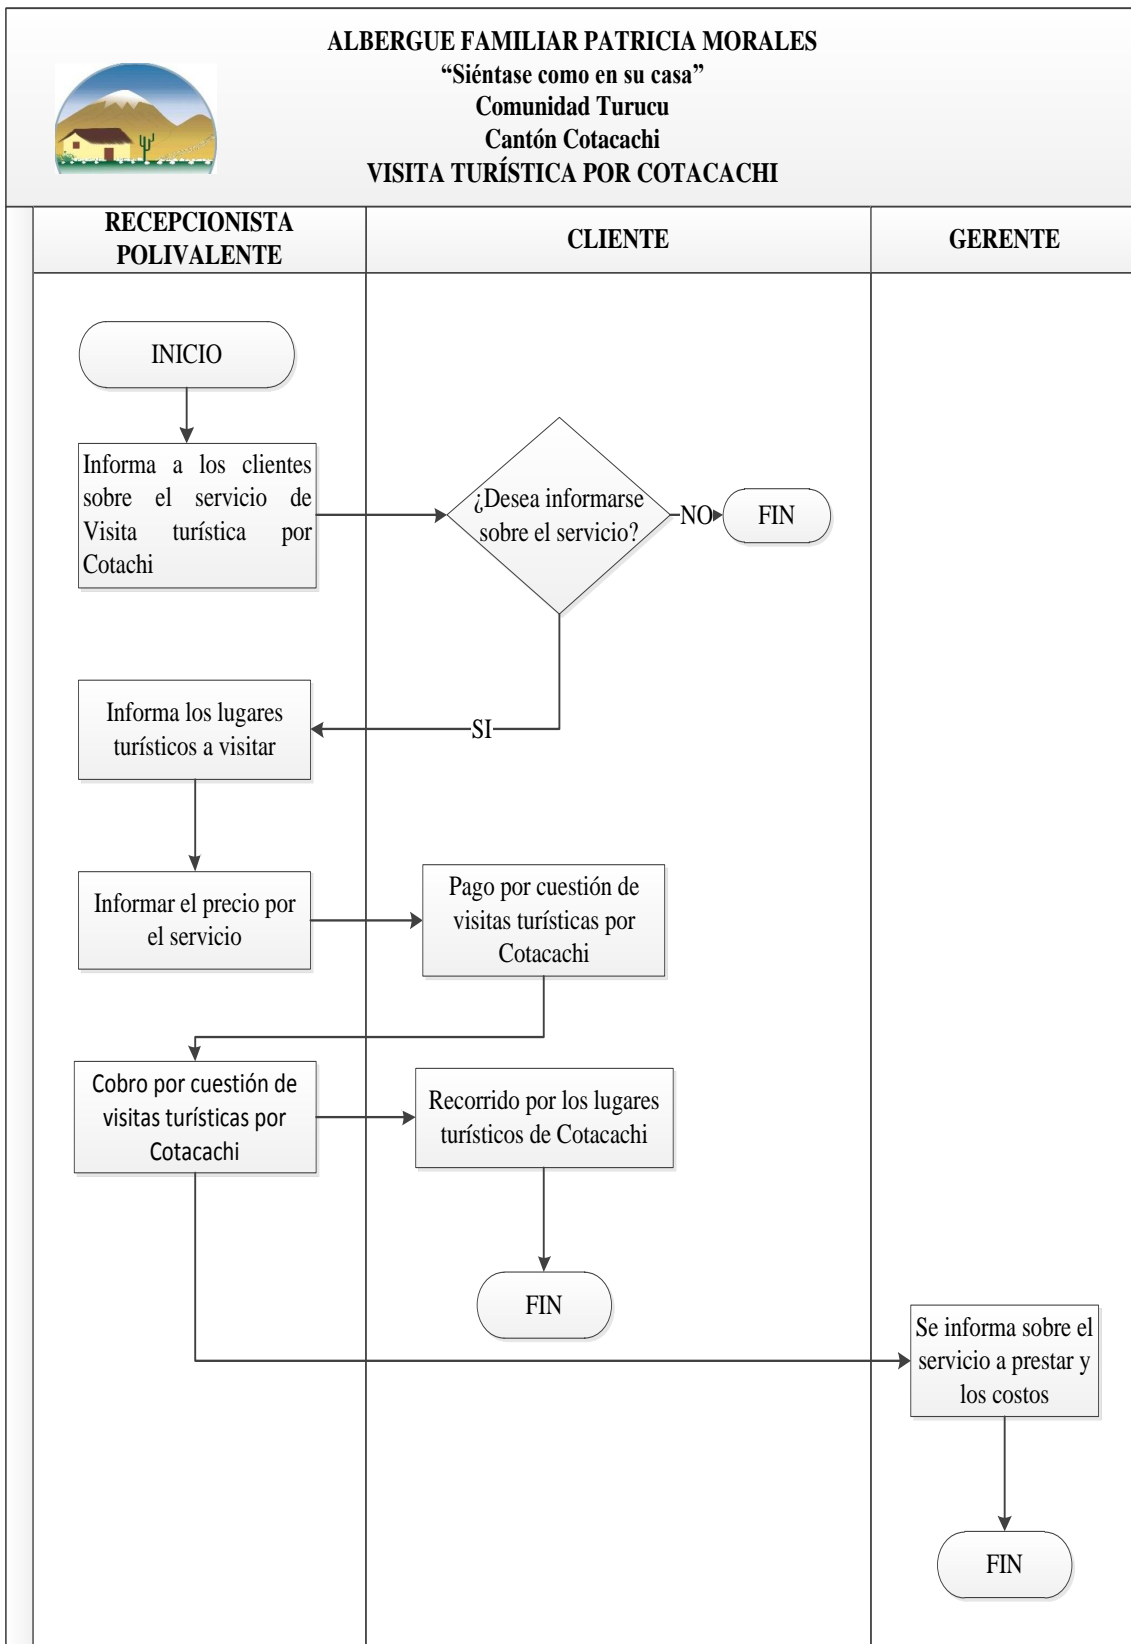 ALBERGUE FAMILIAR PATRICIA MORALES
“Siéntase como en su casa”
Comunidad Turucu
Cantón Cotacachi
VISITA TURÍSTICA POR COTACACHI
RECEPCIONISTA
POLIVALENTE
CLIENTE
GERENTE
INICIO
Informa a los clientes
sobre el servicio de
Visita turística por
Cotachi
¿Desea informarse
sobre el servicio?
NO
FIN
SI
Informa los lugares
turísticos a visitar
Informar el precio por
el servicio
Pago por cuestión de
visitas turísticas por
Cotacachi
Cobro por cuestión de
visitas turísticas por
Cotacachi
Recorrido por los lugares
turísticos de Cotacachi
FIN
Se informa sobre el
servicio a prestar y
los costos
FIN